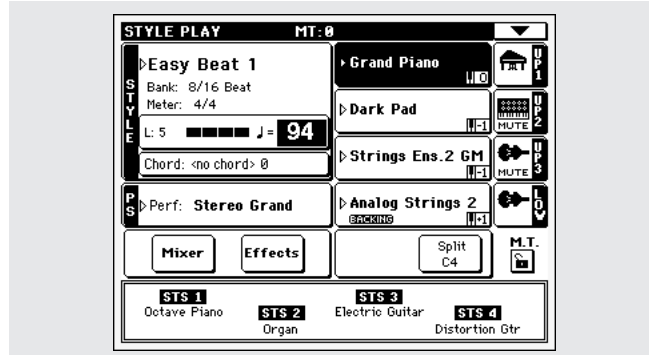 STYLE PLAY MT:0
STYLE
Easy Beat 1
Bank: 8/16 Beat
Meter: 4/4
L: 5 ♩= 94
Chord: <no chord> 0
Grand Piano
0
UP1
Dark Pad
-1
MUTE
UP2
Strings Ens.2 GM
-1
MUTE
UP3
PS
Perf: Stereo Grand
Analog Strings 2
BACKING
+1
LOW
Mixer
Effects
Split
C4
M.T.
STS 1
Octave Piano
STS 2
Organ
STS 3
Electric Guitar
STS 4
Distortion Gtr